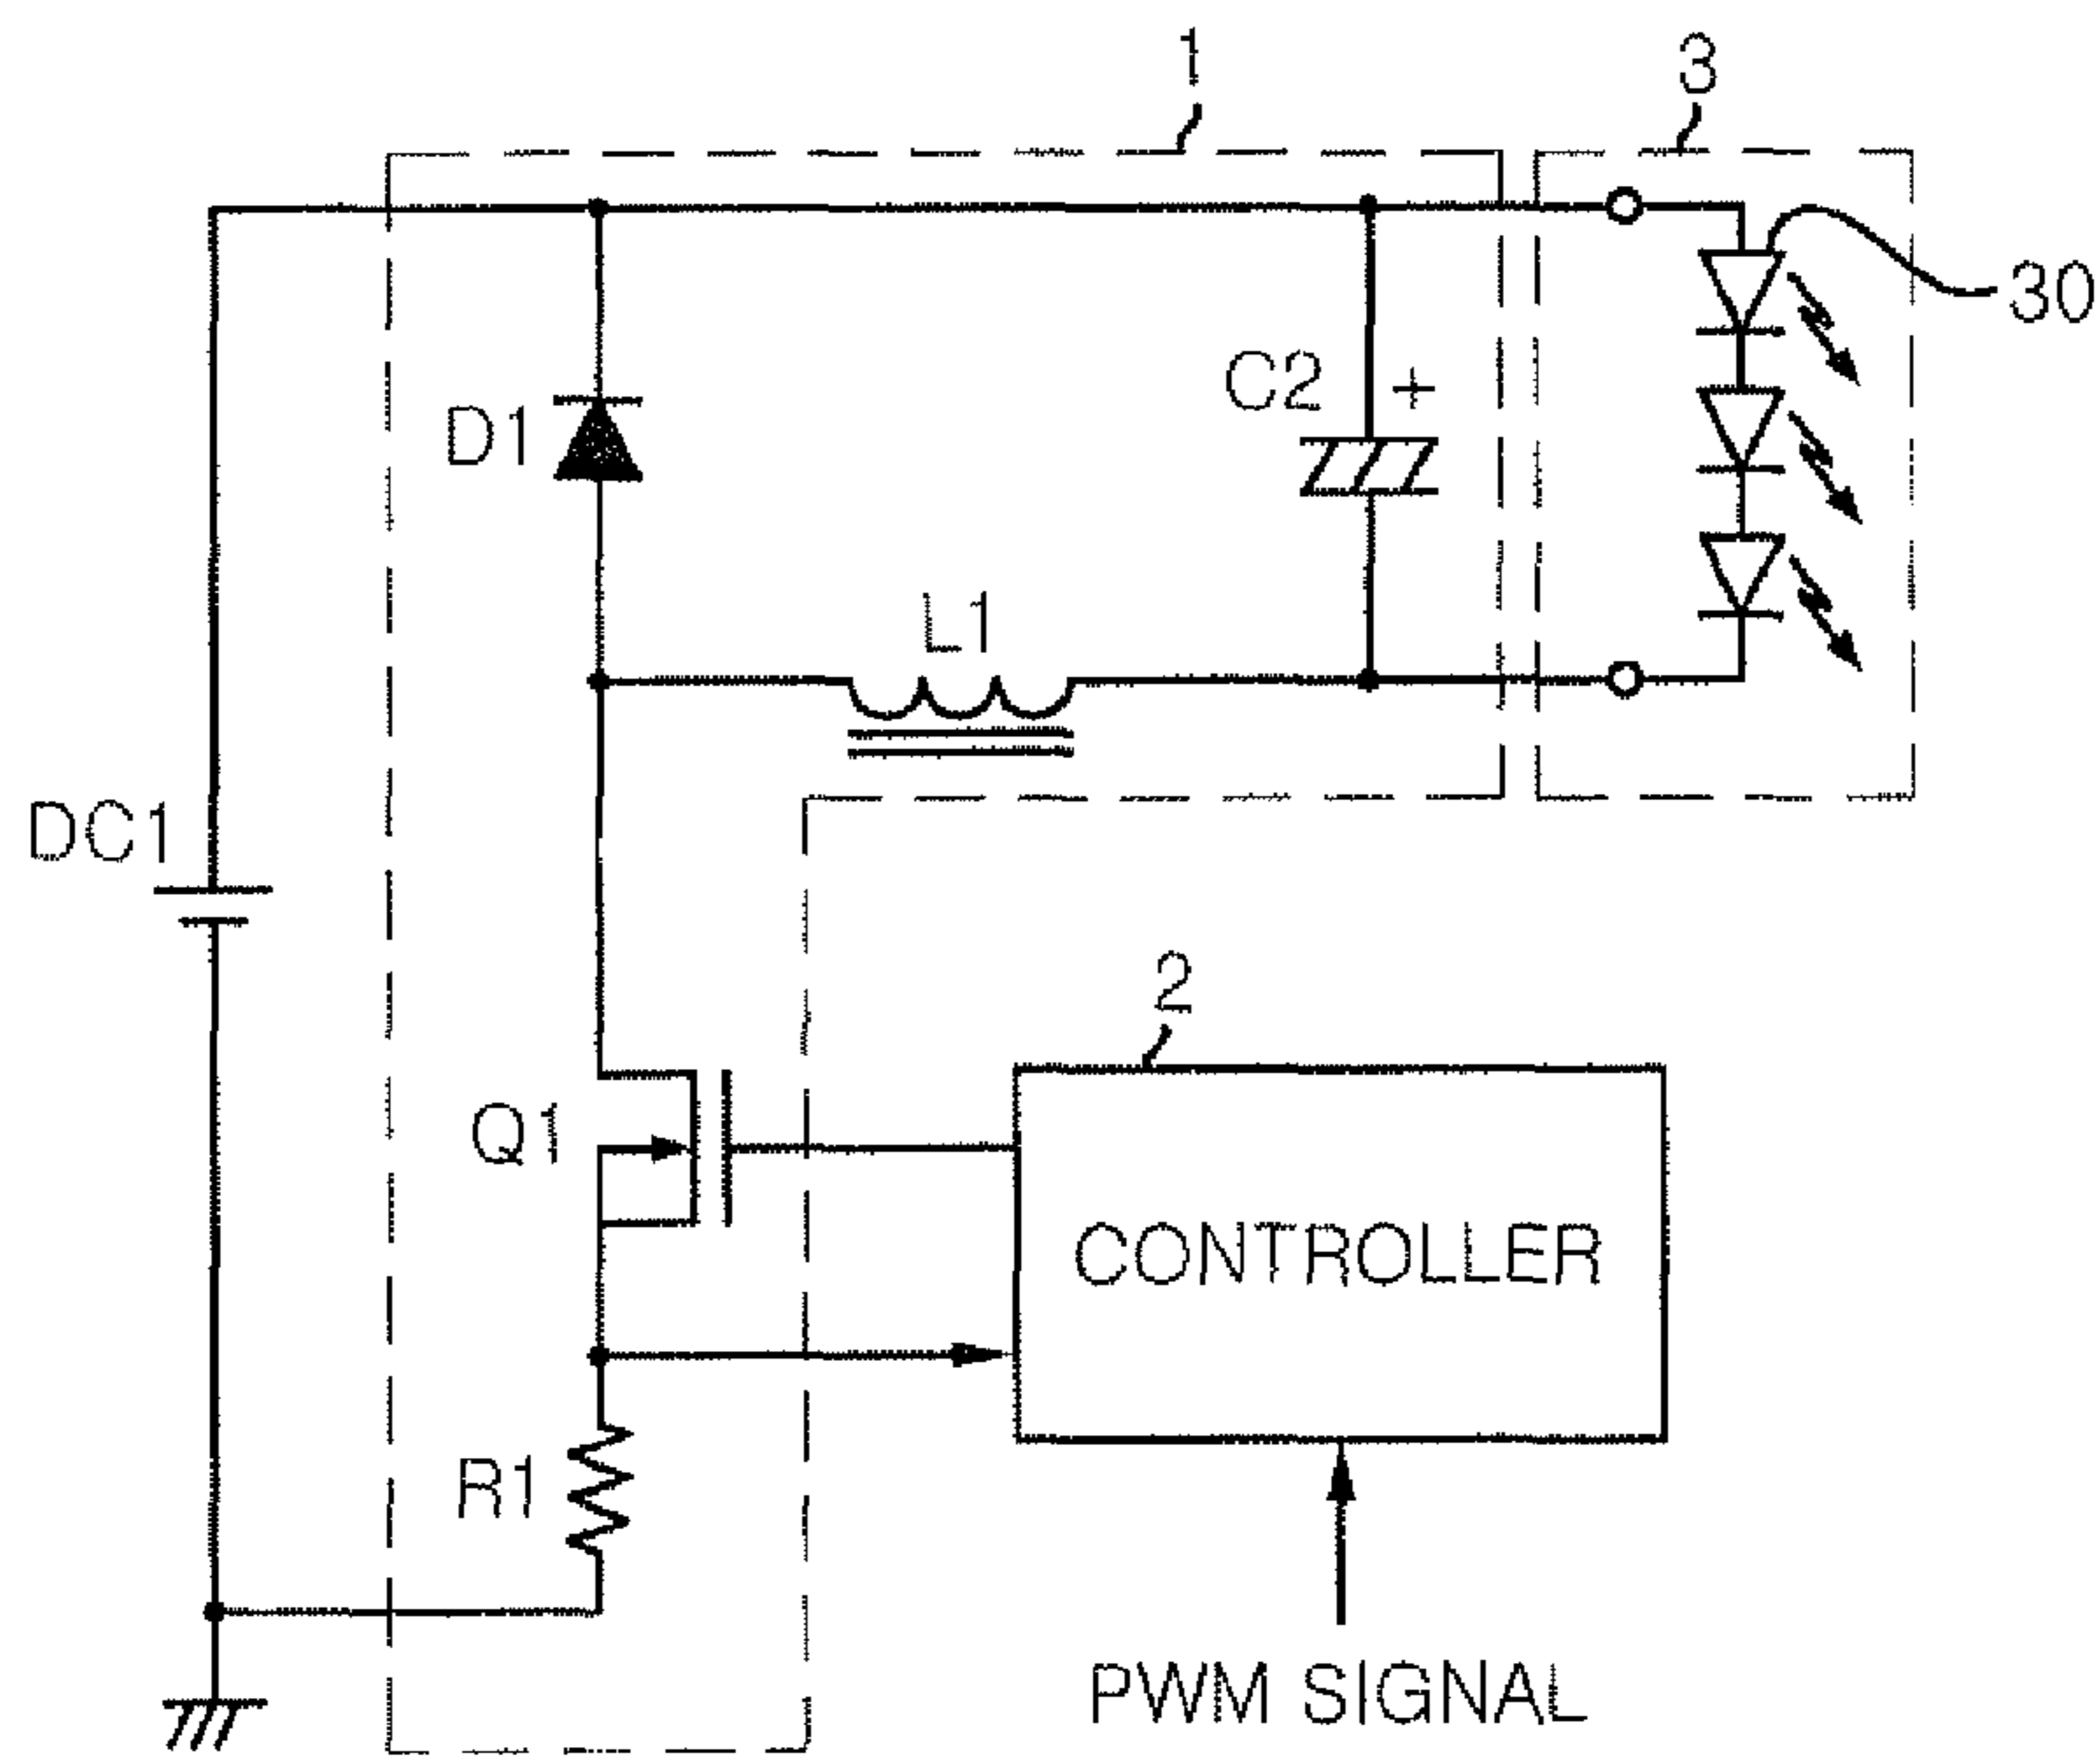 1
3
30
C2 +
D1
L1
DC1
2
Q1
CONTROLLER
R1
PWM SIGNAL